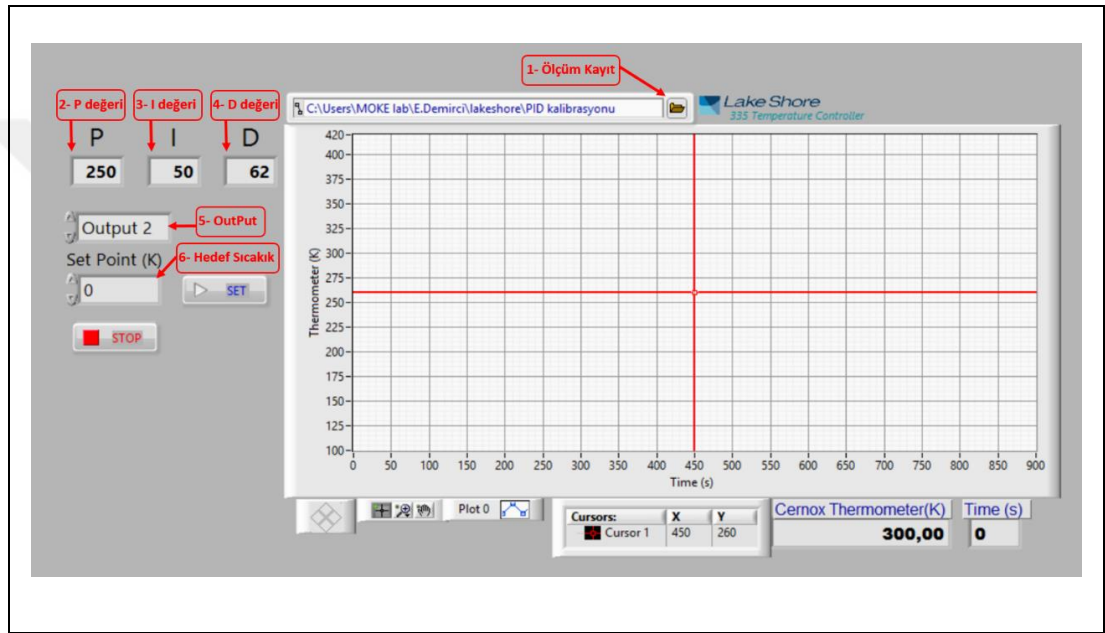 1- Ölçüm Kayıt
2- P değeri
3- I değeri
4- D değeri
C:\Users\MOKE lab\E.Demirci\lakeshore\PID kalibrasyonu
Lake Shore
335 Temperature Controller
P I D
250 50 62
Output 2
5- OutPut
Set Point (K)
6- Hedef Sıcakık
0
SET
STOP
Thermometer (K)
420
400
375
350
325
300
275
250
225
200
175
150
125
100
0 50 100 150 200 250 300 350 400 450 500 550 600 650 700 750 800 850 900
Time (s)
Plot 0
Cursors: X Y
Cursor 1 450 260
Cernox Thermometer(K)
300,00
Time (s)
0